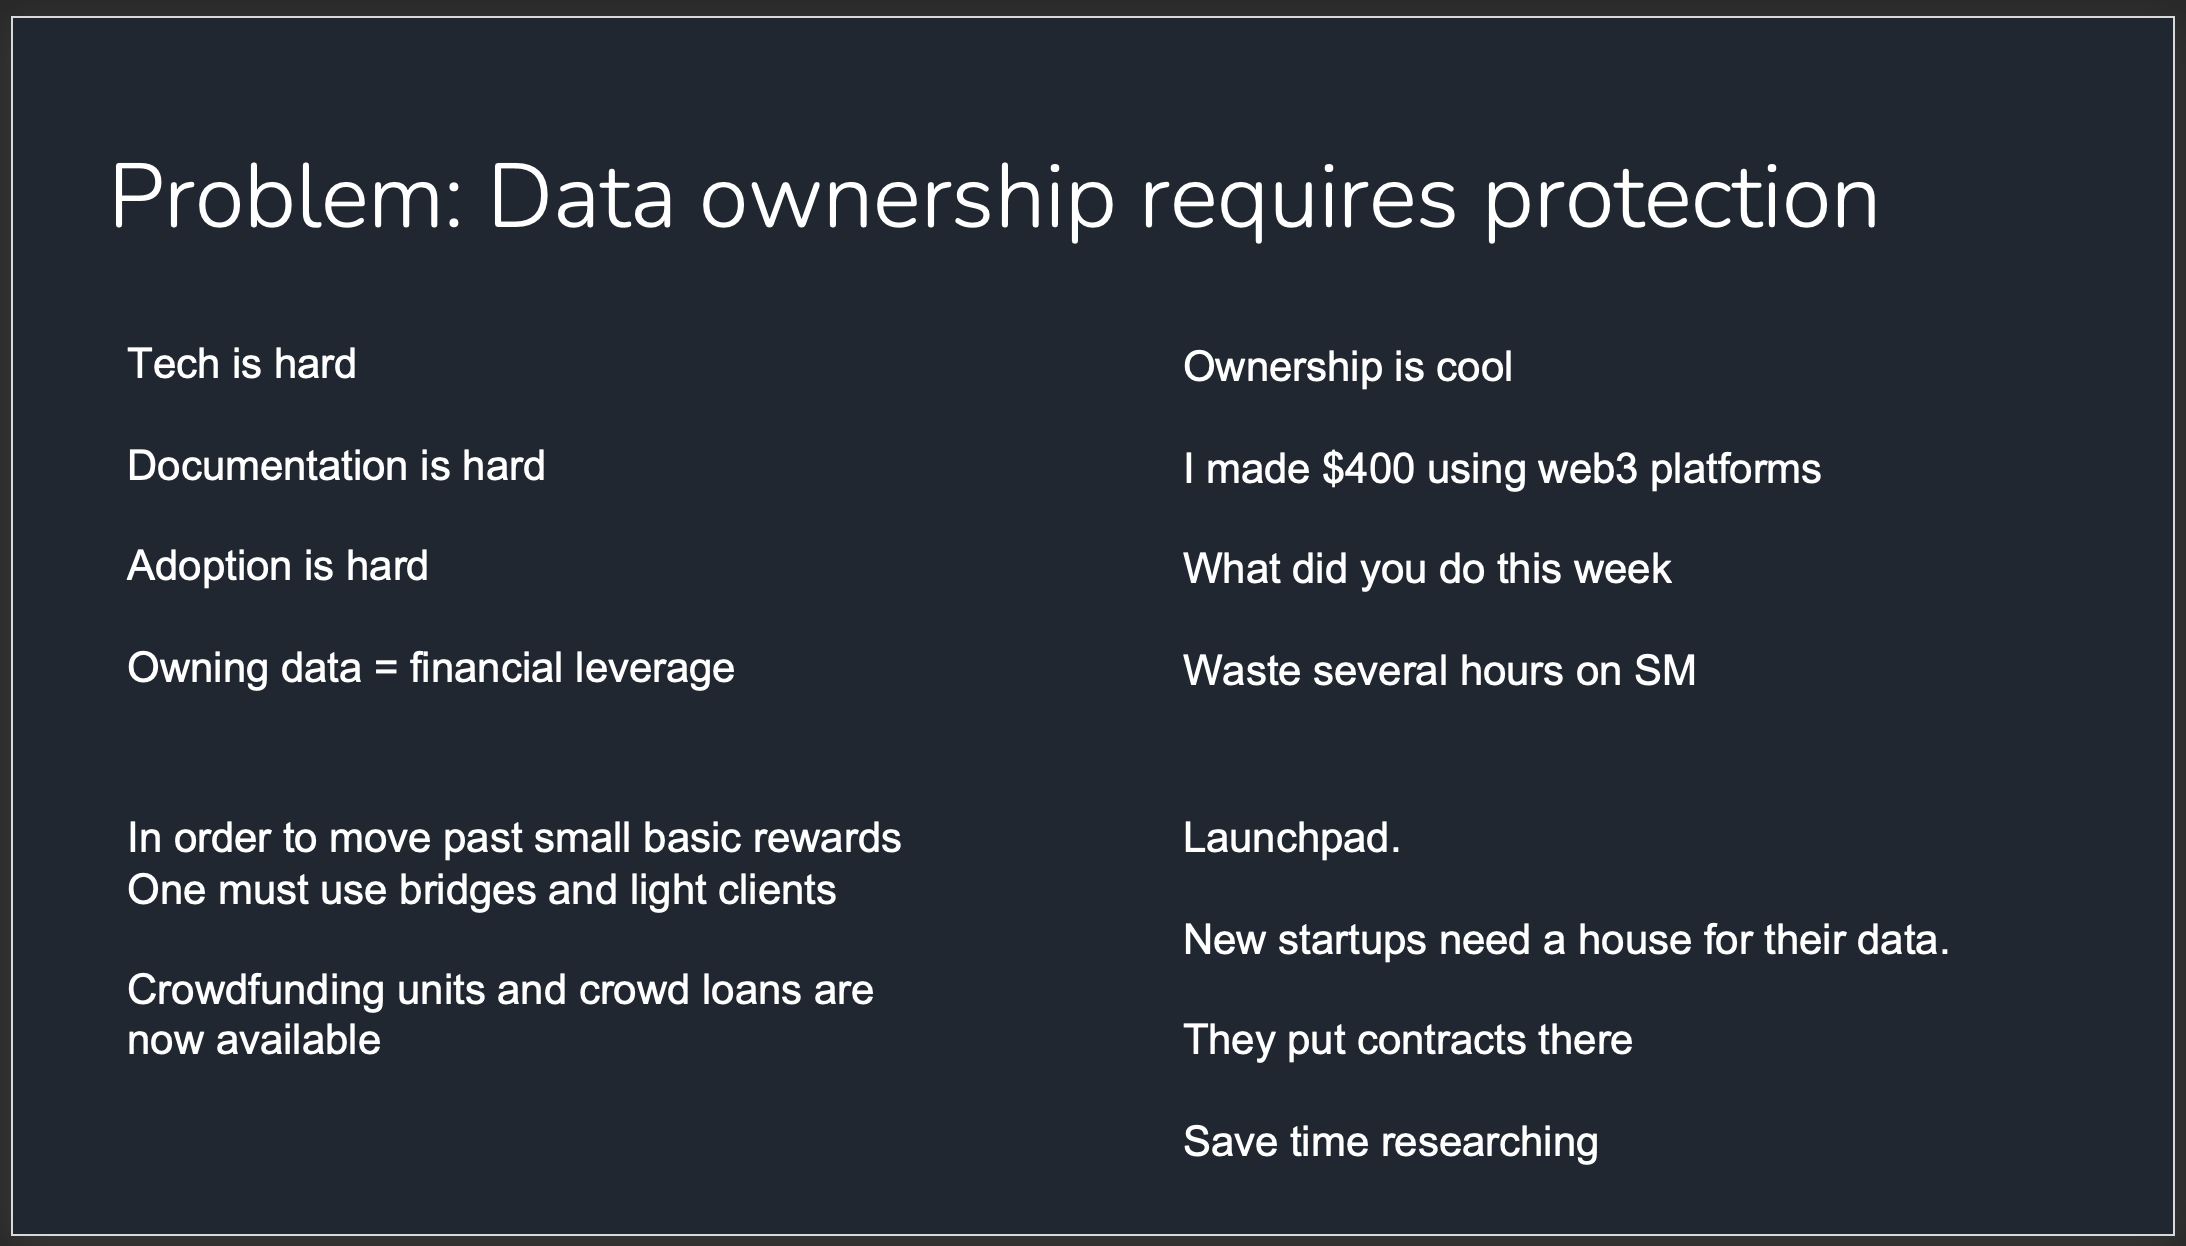 Problem: Data ownership requires protection
Tech is hard
Documentation is hard
Adoption is hard
Owning data = financial leverage
In order to move past small basic rewards
One must use bridges and light clients
Crowdfunding units and crowd loans are
now available
Ownership is cool
I made $400 using web3 platforms
What did you do this week
Waste several hours on SM
Launchpad.
New startups need a house for their data.
They put contracts there
Save time researching